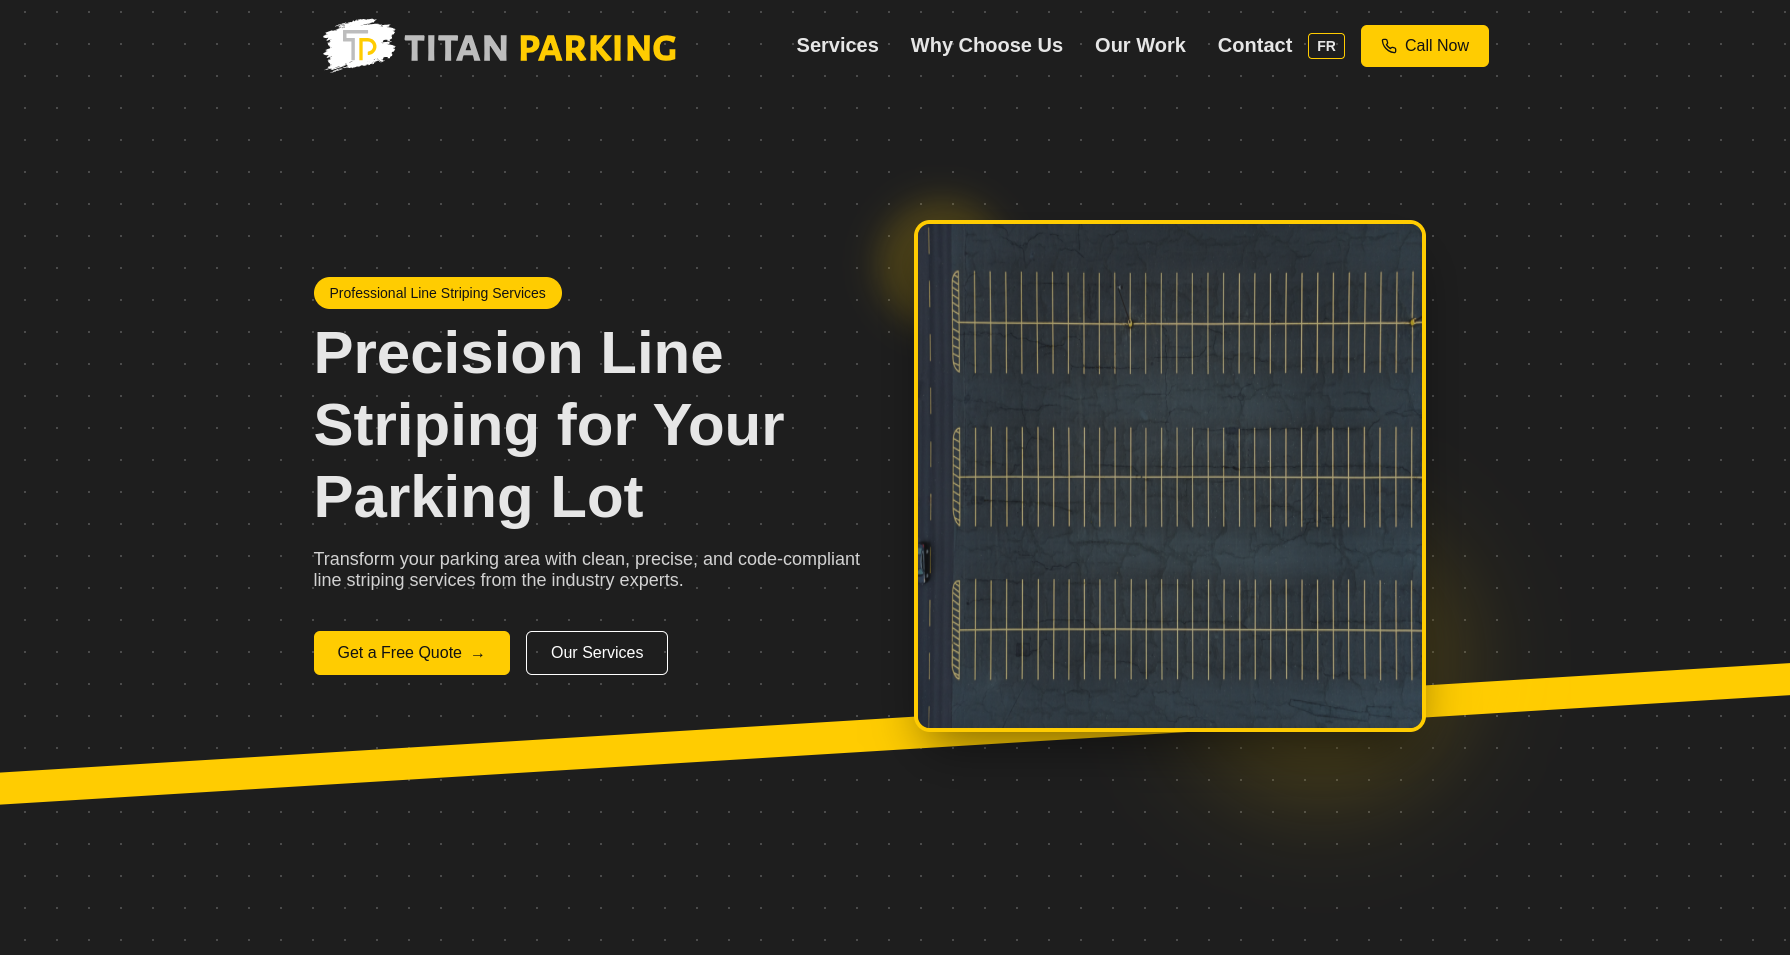 TP TITAN PARKING
Services
Why Choose Us
Our Work
Contact
FR
Call Now
Professional Line Striping Services
Precision Line
Striping for Your
Parking Lot
Transform your parking area with clean, precise, and code-compliant
line striping services from the industry experts.
Get a Free Quote →
Our Services